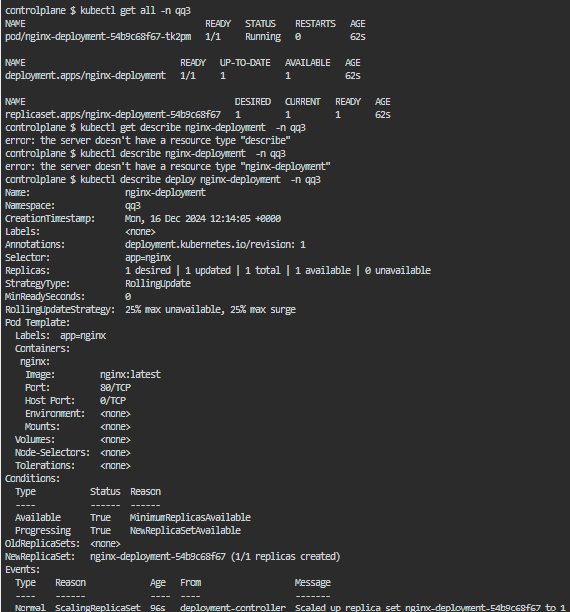 controlplane $ kubectl get all -n qq3
NAME READY STATUS RESTARTS AGE
pod/nginx-deployment-54b9c68f67-tk2pm 1/1 Running 0 62s
NAME READY UP-TO-DATE AVAILABLE AGE
deployment.apps/nginx-deployment 1/1 1 1 62s
NAME DESIRED CURRENT READY AGE
replicaset.apps/nginx-deployment-54b9c68f67 1 1 1 62s
controlplane $ kubectl get describe nginx-deployment -n qq3
error: the server doesn't have a resource type "describe"
controlplane $ kubectl describe nginx-deployment -n qq3
error: the server doesn't have a resource type "nginx-deployment"
controlplane $ kubectl describe deploy nginx-deployment -n qq3
Name: nginx-deployment
Namespace: qq3
CreationTimestamp: Mon, 16 Dec 2024 12:14:05 +0000
Labels: <none>
Annotations: deployment.kubernetes.io/revision: 1
Selector: app=nginx
Replicas: 1 desired | 1 updated | 1 total | 1 available | 0 unavailable
StrategyType: RollingUpdate
MinReadySeconds: 0
RollingUpdateStrategy: 25% max unavailable, 25% max surge
Pod Template:
Labels: app=nginx
Containers:
nginx:
Image: nginx:latest
Port: 80/TCP
Host Port: 0/TCP
Environment: <none>
Mounts: <none>
Volumes: <none>
Node-Selectors: <none>
Tolerations: <none>
Conditions:
Type Status Reason
---- ------ ------
Available True MinimumReplicasAvailable
Progressing True NewReplicaSetAvailable
OldReplicaSets: <none>
NewReplicaSet: nginx-deployment-54b9c68f67 (1/1 replicas created)
Events:
Type Reason Age From Message
---- ------ ---- ---- -------
Normal ScalingReplicaSet 96s deployment-controller Scaled up replica set nginx-deployment-54b9c68f67 to 1